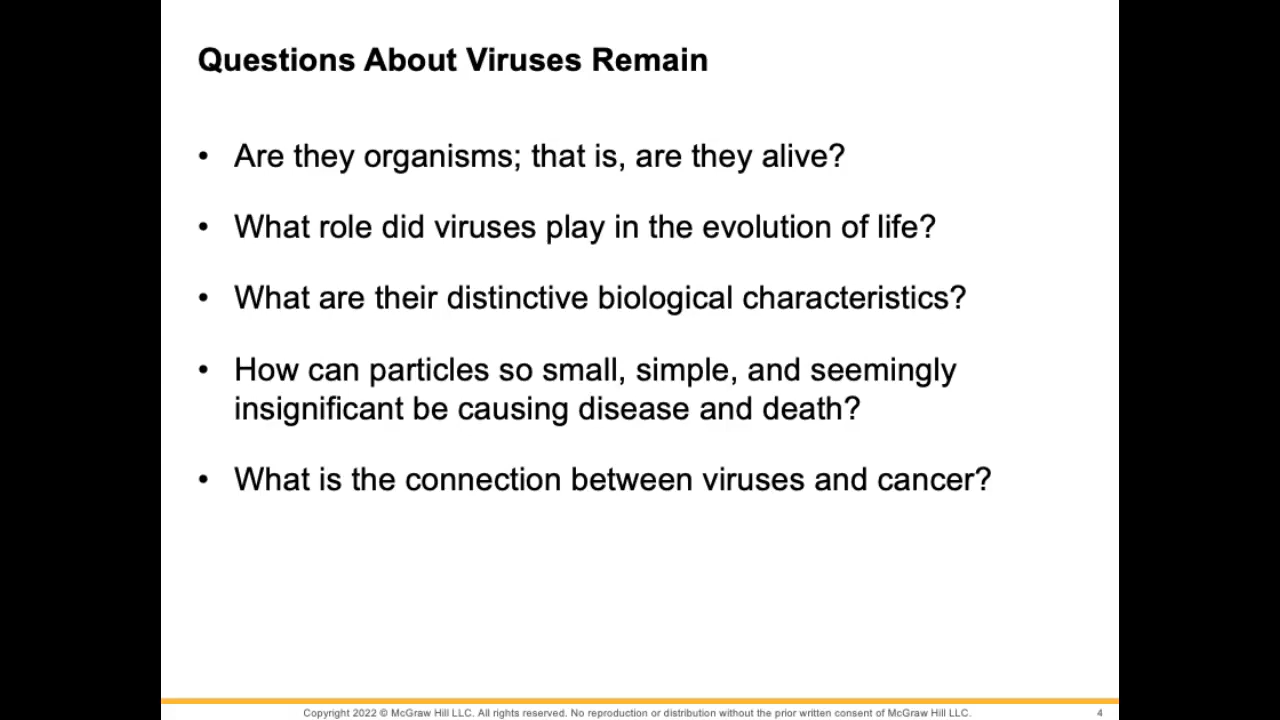 Questions About Viruses Remain
• Are they organisms; that is, are they alive?
• What role did viruses play in the evolution of life?
• What are their distinctive biological characteristics?
• How can particles so small, simple, and seemingly
insignificant be causing disease and death?
• What is the connection between viruses and cancer?
Copyright 2022 © McGraw Hill LLC. All rights reserved. No reproduction or distribution without the prior written consent of McGraw Hill LLC.
4